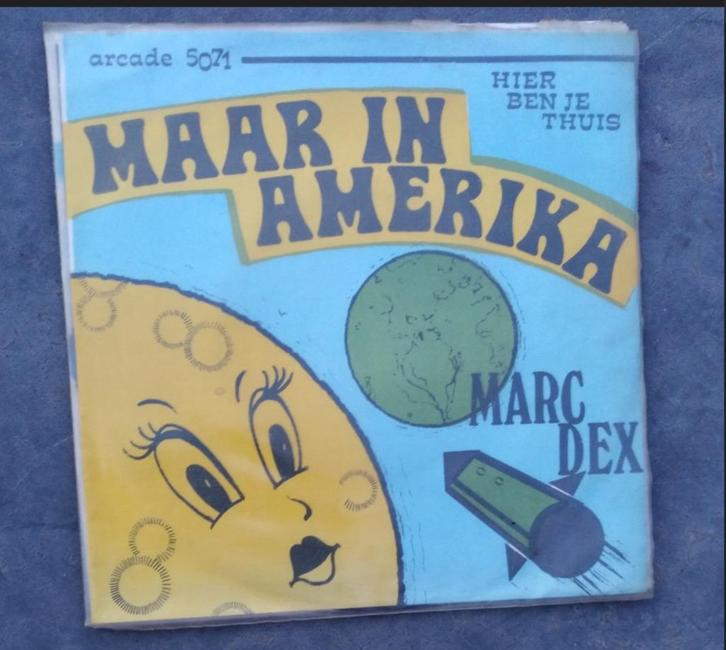 arcade 5071
HIER
BEN JE
THUIS
MAAR IN
AMERIKA
MARC
DEX